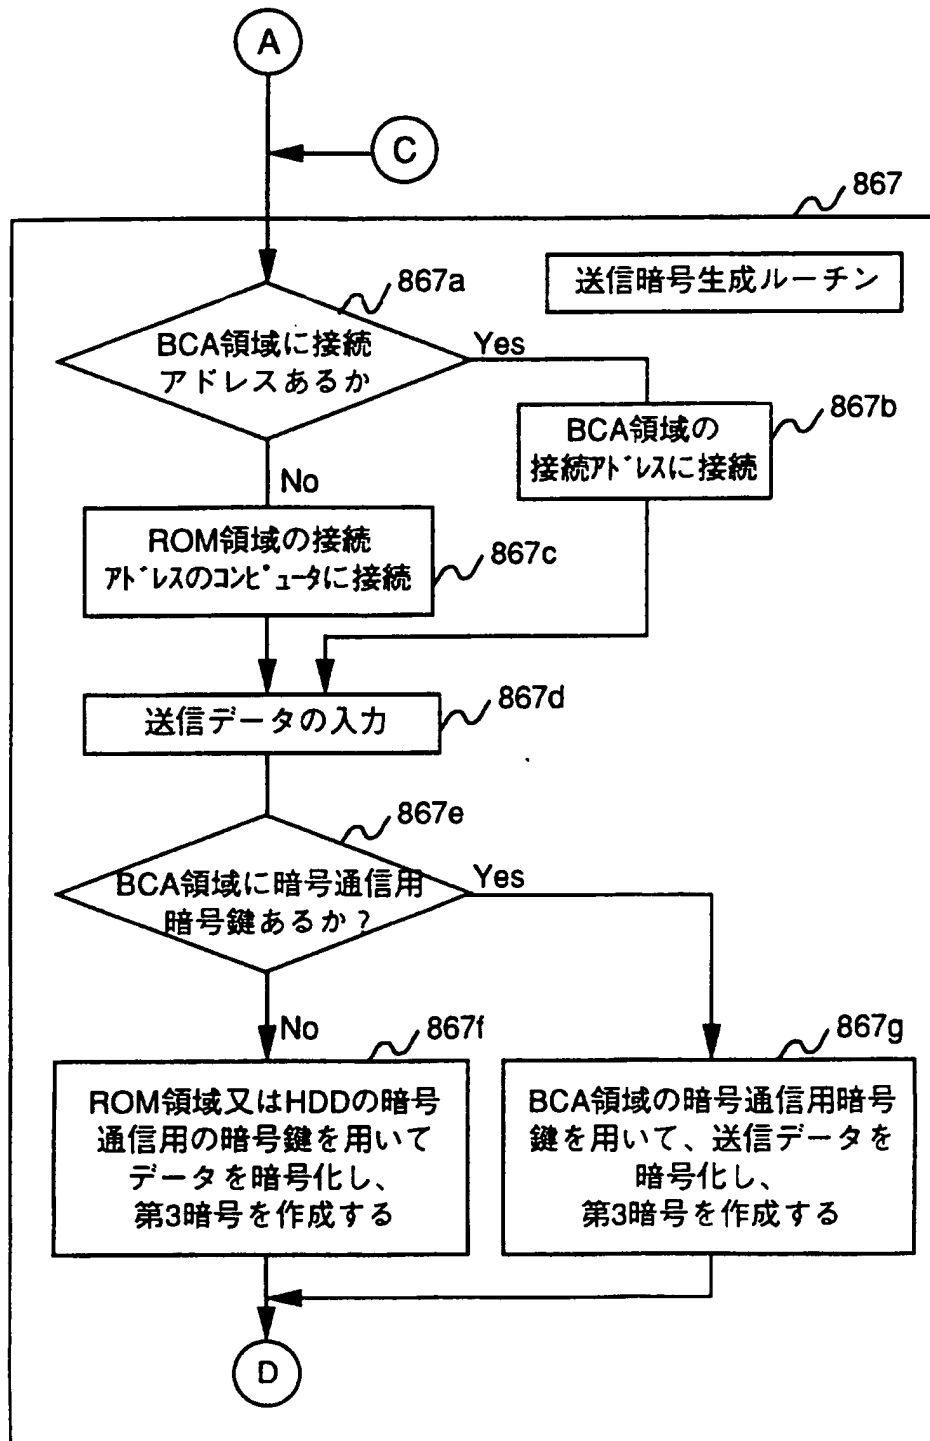 A
C
867
送信暗号生成ルーチン
867a
BCA領域に接続
アドレスあるか
Yes
867b
BCA領域の
接続ｱﾄﾞﾚｽに接続
No
ROM領域の接続
ｱﾄﾞﾚｽのｺﾝﾋﾟｭｰﾀに接続
867c
送信データの入力
867d
867e
BCA領域に暗号通信用
暗号鍵あるか？
Yes
No
867f
ROM領域又はHDDの暗号
通信用の暗号鍵を用いて
データを暗号化し、
第3暗号を作成する
867g
BCA領域の暗号通信用暗号
鍵を用いて、送信データを
暗号化し、
第3暗号を作成する
D